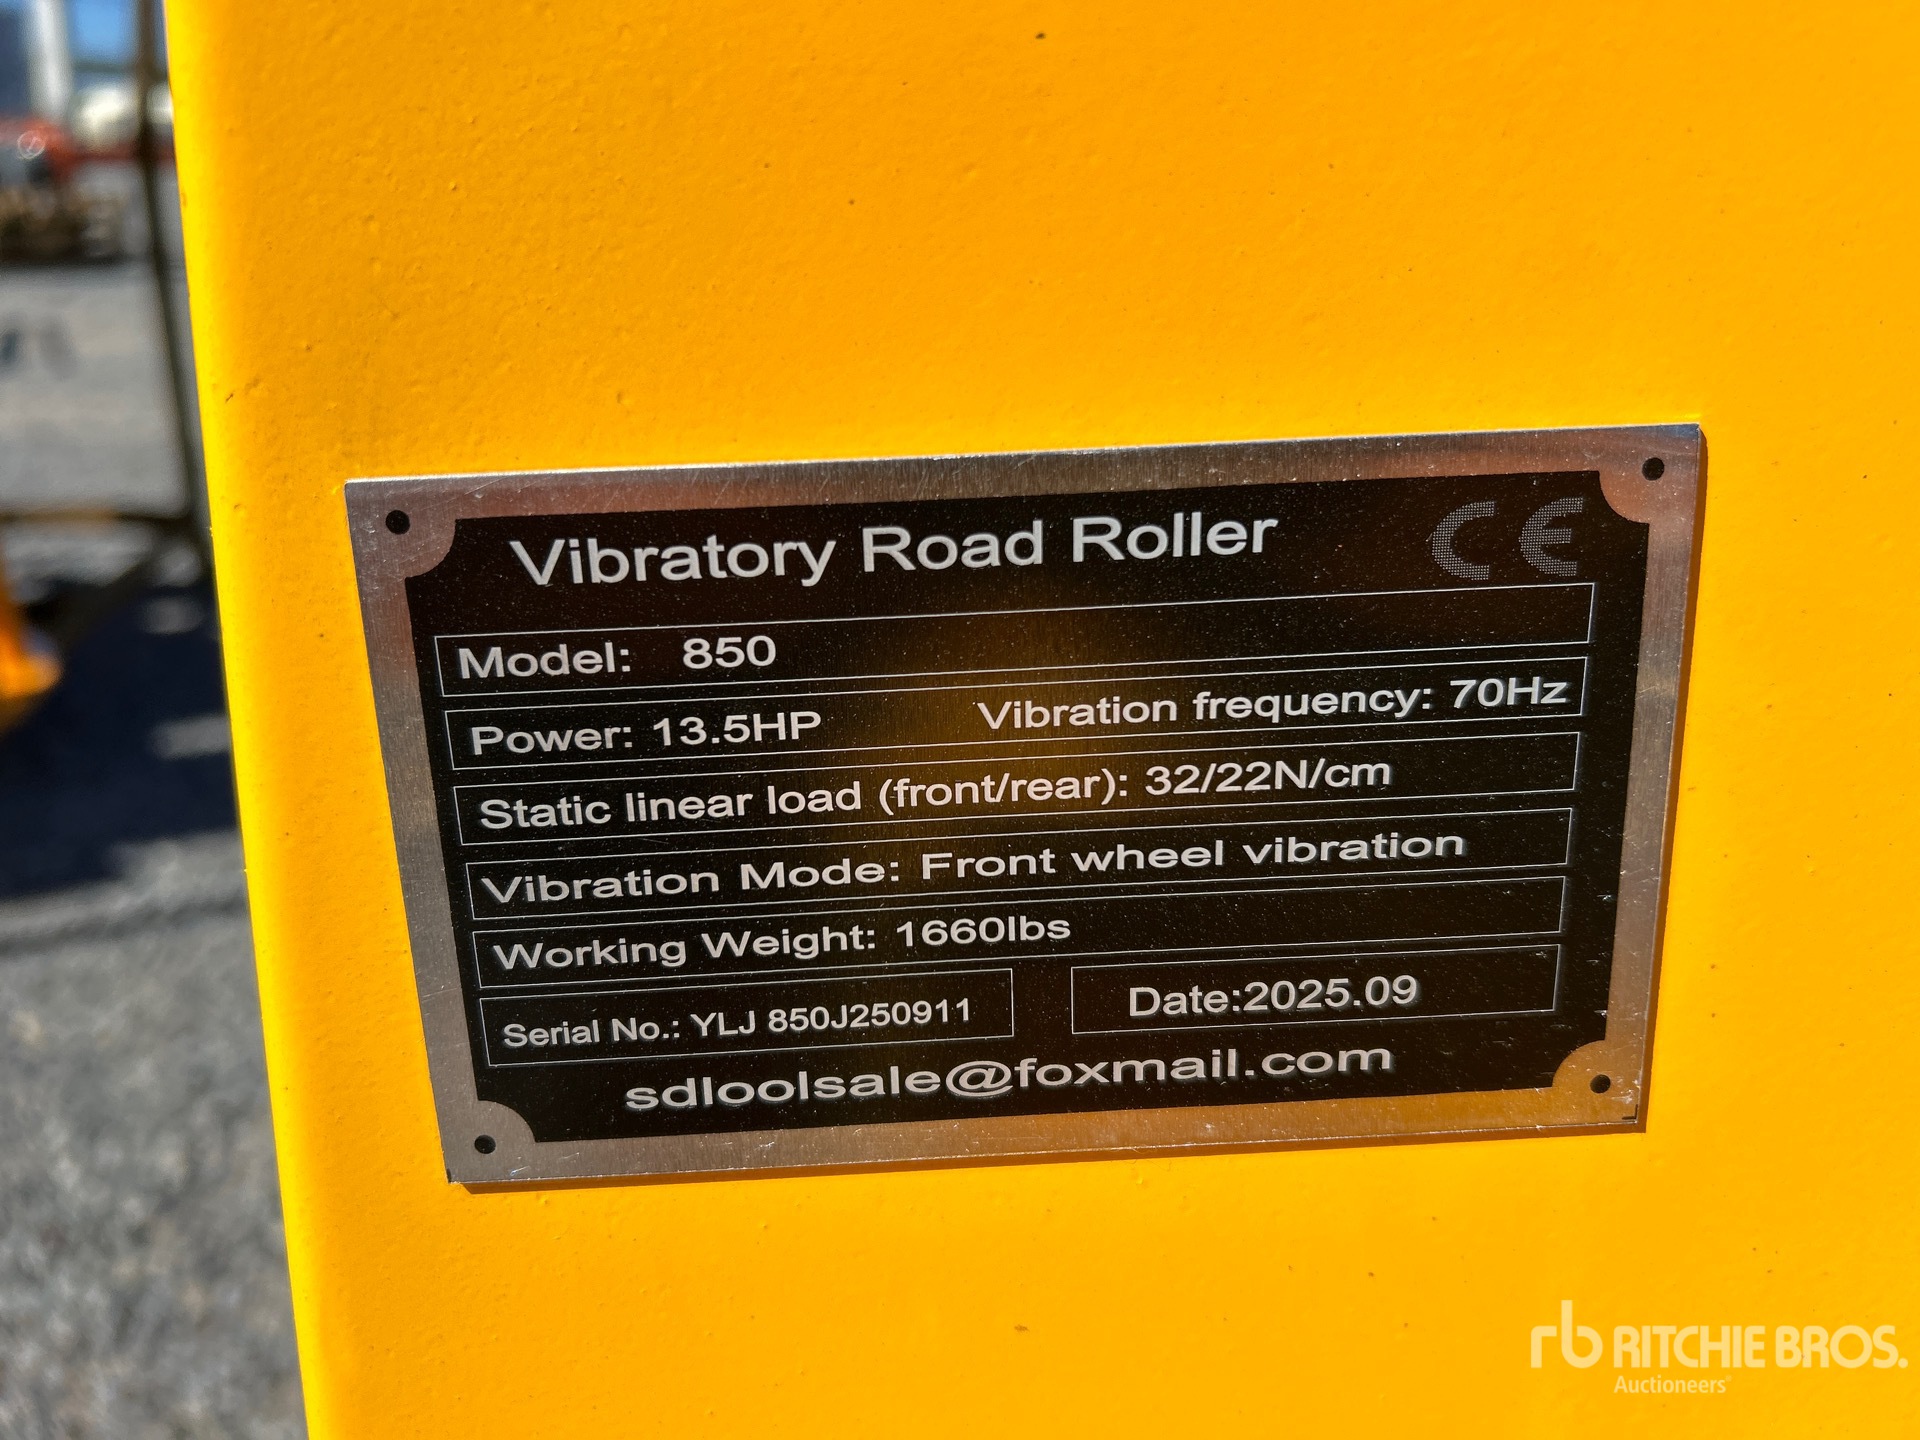 Vibratory Road Roller CE
Model: 850
Power: 13.5HP Vibration frequency: 70Hz
Static linear load (front/rear): 32/22N/cm
Vibration Mode: Front wheel vibration
Working Weight: 1660lbs
Serial No.: YLJ 850J250911 Date:2025.09
sdloolsale@foxmail.com
rb RITCHIE BROS.
Auctioneers